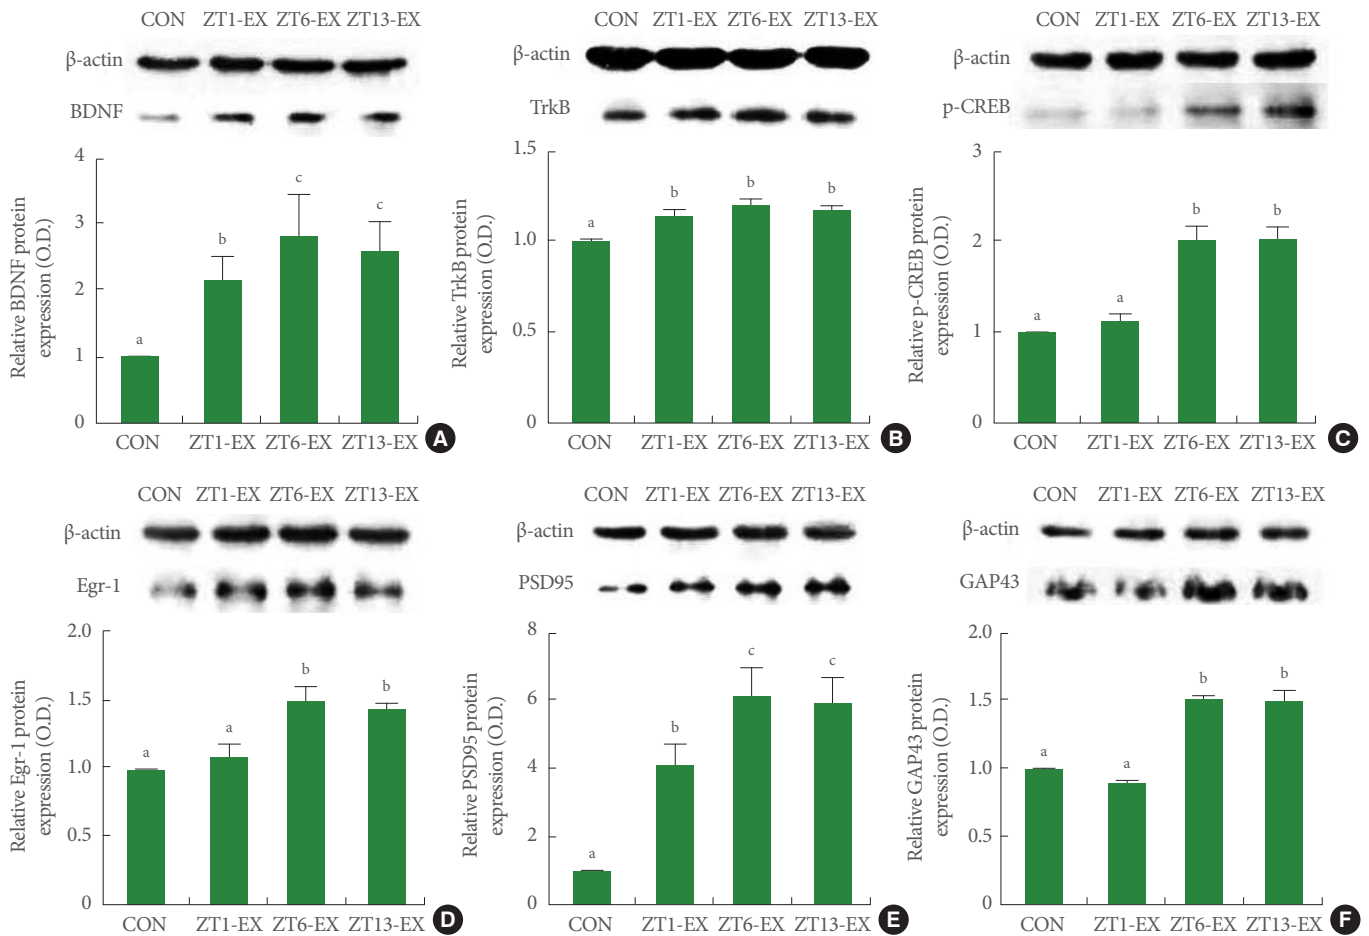 CON ZT1-EX ZT6-EX ZT13-EX
β-actin
BDNF
Relative BDNF protein
expression (O.D.)
4
3
2
1
0
a
b
c
c
CON ZT1-EX ZT6-EX ZT13-EX
A
CON ZT1-EX ZT6-EX ZT13-EX
β-actin
TrkB
Relative TrkB protein
expression (O.D.)
1.5
1.0
0.5
0
a
b
b
b
CON ZT1-EX ZT6-EX ZT13-EX
B
CON ZT1-EX ZT6-EX ZT13-EX
β-actin
p-CREB
Relative p-CREB protein
expression (O.D.)
3
2
1
0
a
a
b
b
CON ZT1-EX ZT6-EX ZT13-EX
C
CON ZT1-EX ZT6-EX ZT13-EX
β-actin
Egr-1
Relative Egr-1 protein
expression (O.D.)
2.0
1.5
1.0
0.5
0
a
a
b
b
CON ZT1-EX ZT6-EX ZT13-EX
D
CON ZT1-EX ZT6-EX ZT13-EX
β-actin
PSD95
Relative PSD95 protein
expression (O.D.)
8
6
4
2
0
a
b
c
c
CON ZT1-EX ZT6-EX ZT13-EX
E
CON ZT1-EX ZT6-EX ZT13-EX
β-actin
GAP43
Relative GAP43 protein
expression (O.D.)
2.0
1.5
1.0
0.5
0
a
a
b
b
CON ZT1-EX ZT6-EX ZT13-EX
F